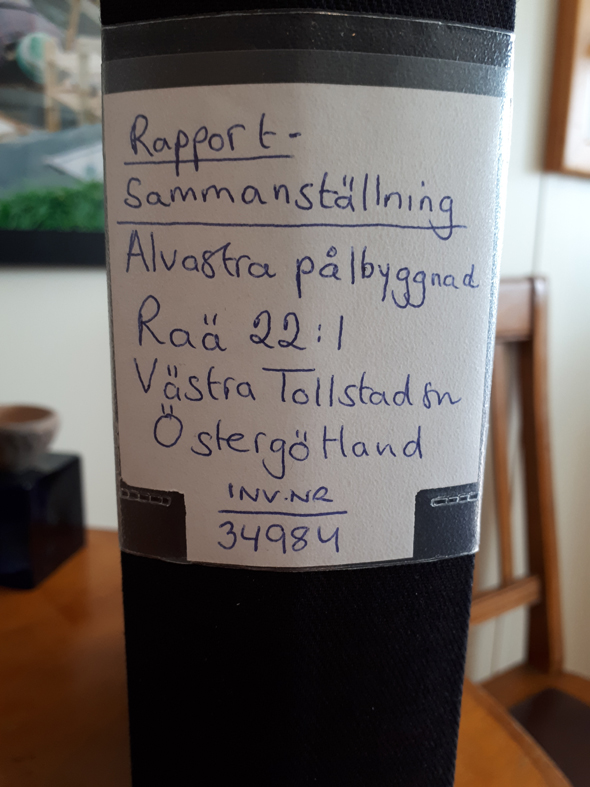 Rapport-
Sammanställning
Alvastra pålbyggnad
Raä 22:1
Västra Tollstad sn
Östergötland
INV.NR
34984